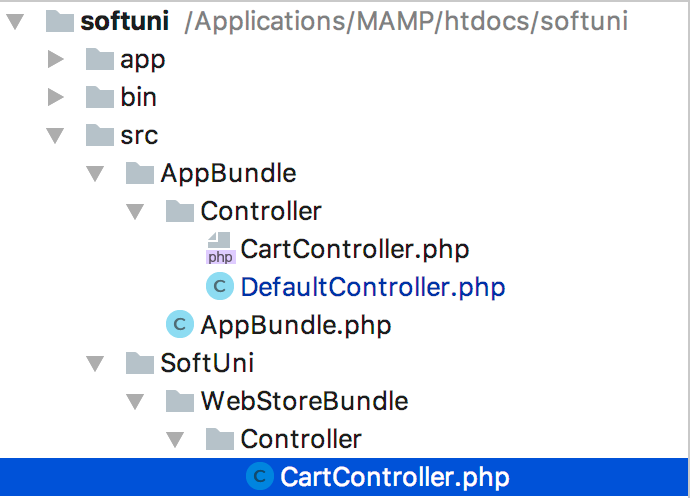 softuni /Applications/MAMP/htdocs/softuni
app
bin
src
AppBundle
Controller
php CartController.php
C DefaultController.php
C AppBundle.php
SoftUni
WebStoreBundle
Controller
C CartController.php